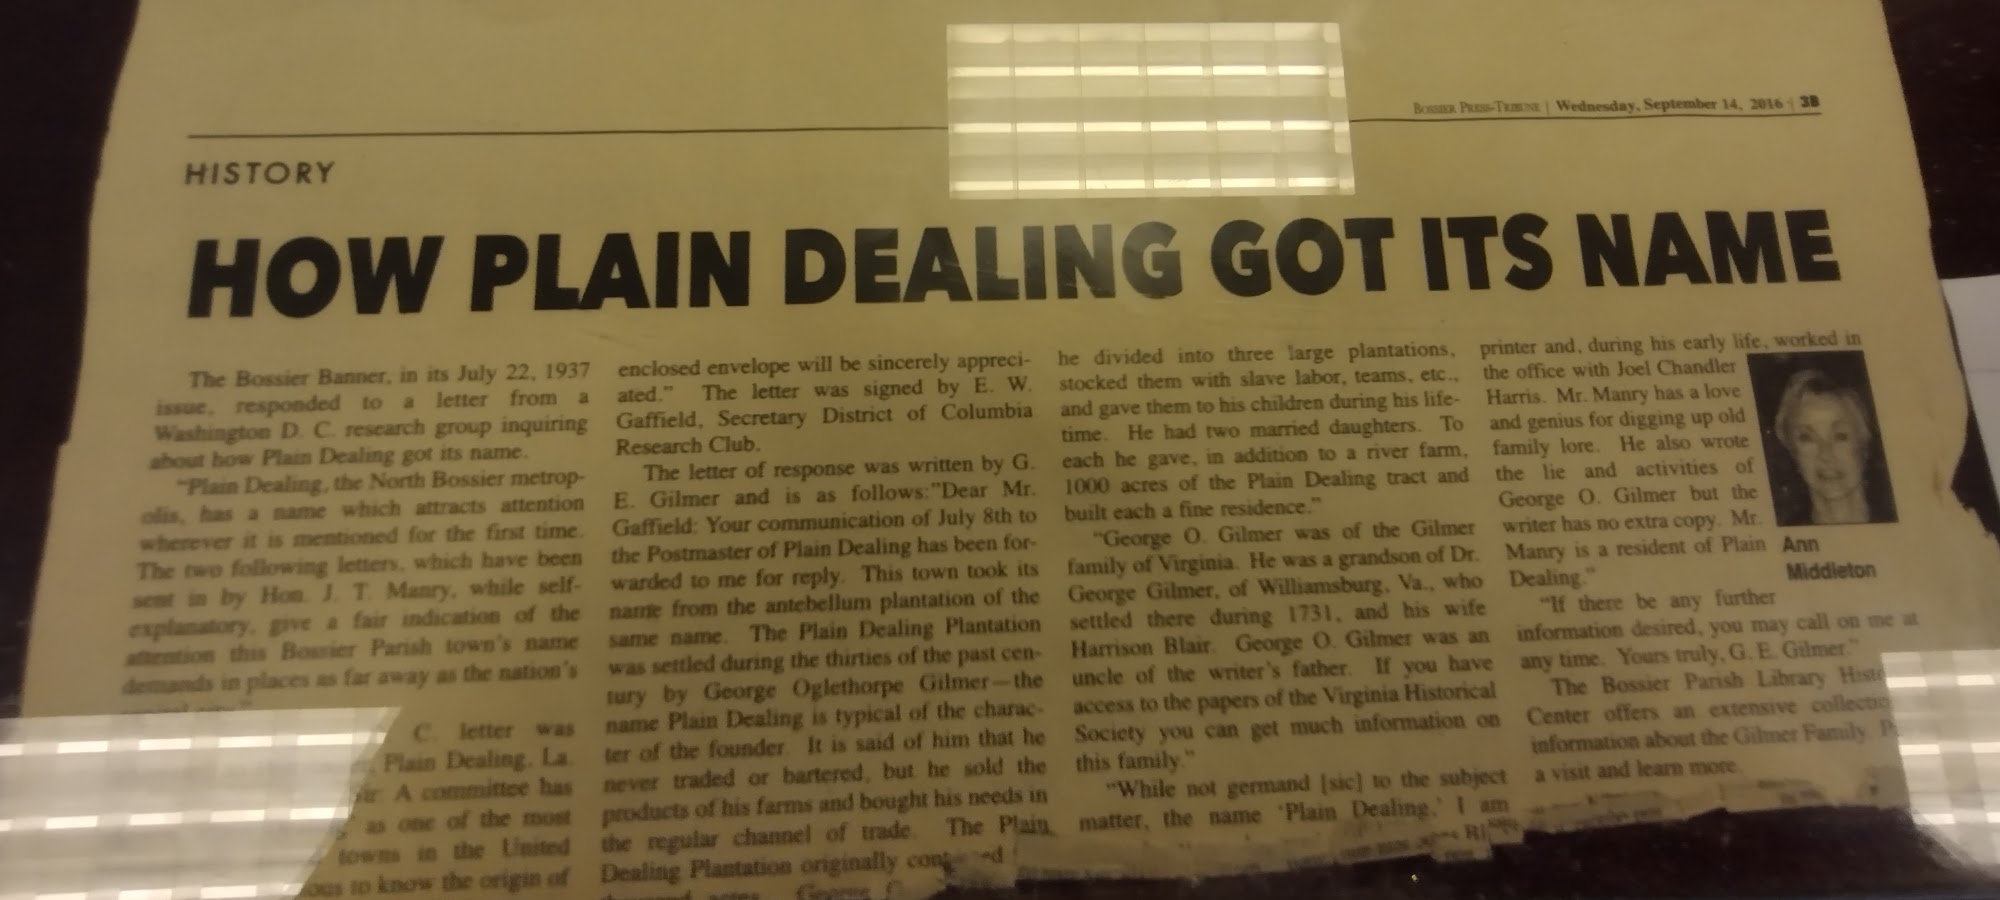 BOSSIER PRESS-TRIBUNE | Wednesday, September 14, 2016 | 3B
HISTORY
HOW PLAIN DEALING GOT ITS NAME
The Bossier Banner, in its July 22, 1937
issue, responded to a letter from a
Washington D. C. research group inquiring
about how Plain Dealing got its name.
"Plain Dealing, the North Bossier metrop-
olis, has a name which attracts attention
wherever it is mentioned for the first time.
The two following letters, which have been
sent in by Hon. J. T. Manry, while self-
explanatory, give a fair indication of the
attention this Bossier Parish town's name
demands in places as far away as the nation's
C. letter was
Plain Dealing, La.
A committee has
as one of the most
towns in the United
to know the origin of
enclosed envelope will be sincerely appreci-
ated." The letter was signed by E. W.
Gaffield, Secretary District of Columbia
Research Club.
The letter of response was written by G.
E. Gilmer and is as follows:"Dear Mr.
Gaffield: Your communication of July 8th to
the Postmaster of Plain Dealing has been for-
warded to me for reply. This town took its
name from the antebellum plantation of the
same name. The Plain Dealing Plantation
was settled during the thirties of the past cen-
tury by George Oglethorpe Gilmer—the
name Plain Dealing is typical of the charac-
ter of the founder. It is said of him that he
never traded or bartered, but he sold the
products of his farms and bought his needs in
the regular channel of trade. The Plain
Dealing Plantation originally
he divided into three large plantations,
stocked them with slave labor, teams, etc.,
and gave them to his children during his life-
time. He had two married daughters. To
each he gave, in addition to a river farm,
1000 acres of the Plain Dealing tract and
built each a fine residence."
"George O. Gilmer was of the Gilmer
family of Virginia. He was a grandson of Dr.
George Gilmer, of Williamsburg, Va., who
settled there during 1731, and his wife
Harrison Blair. George O. Gilmer was an
uncle of the writer's father. If you have
access to the papers of the Virginia Historical
Society you can get much information on
this family."
"While not germand [sic] to the subject
matter, the name 'Plain Dealing,' I am
printer and, during his early life, worked in
the office with Joel Chandler
Harris. Mr. Manry has a love
and genius for digging up old
family lore. He also wrote
the lie and activities of
George O. Gilmer but the
writer has no extra copy. Mr.
Manry is a resident of Plain
Dealing."
"If there be any further
information desired, you may call on me at
any time. Yours truly, G. E. Gilmer."
The Bossier Parish Library
Center offers an extensive
information about the Gilmer Family.
a visit and learn more.
Ann
Middleton